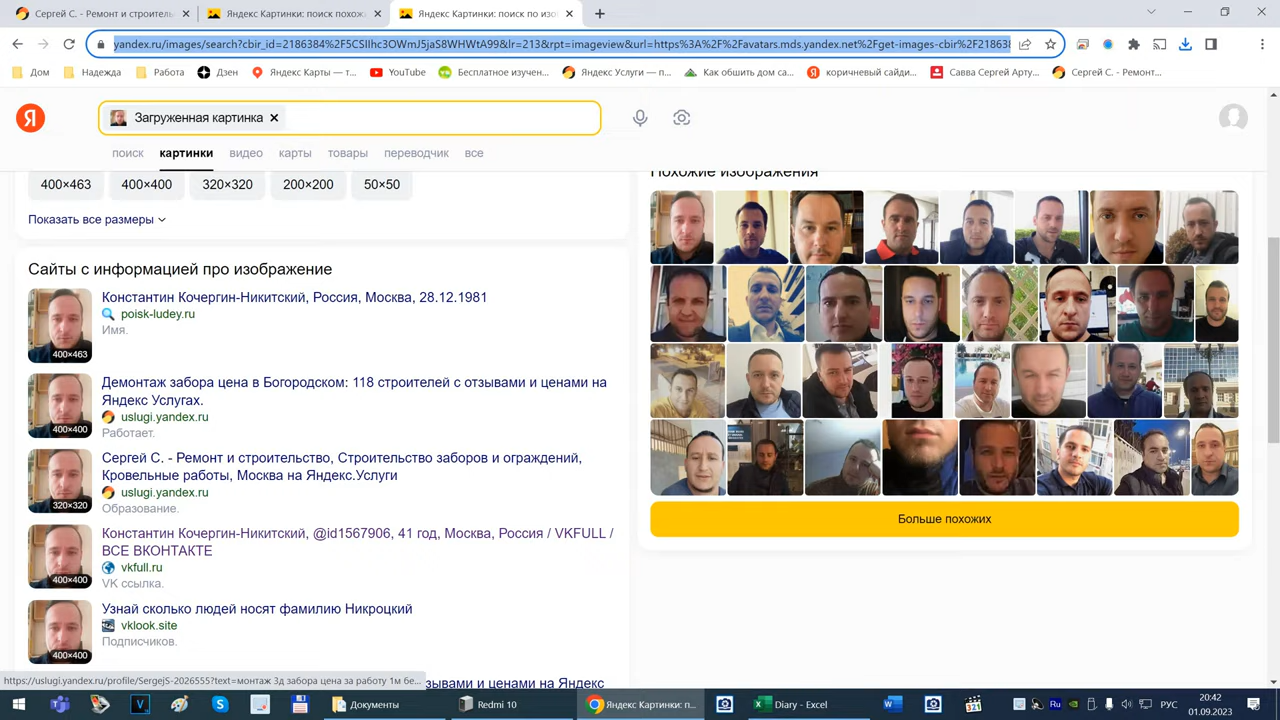 Сергей С. - Ремонт и строительс
Яндекс Картинки: поиск похож
Яндекс Картинки: поиск по изо
yandex.ru/images/search?cbir_id=2186384%2F5CSIIhc3OWmJ5jaS8WHWtA99&lr=213&rpt=imageview&url=https%3A%2F%2Favatars.mds.yandex.net%2Fget-images-cbir%2F21863
Дом
Надежда
Работа
Дзен
Яндекс Карты — т...
YouTube
Бесплатное изучен...
Яндекс Услуги — п...
Как обшить дом са...
коричневый сайди...
Савва Сергей Арту...
Сергей С. - Ремонт...
Я
Загруженная картинка
поиск
картинки
видео
карты
товары
переводчик
все
400×463
400×400
320×320
200×200
50×50
Показать все размеры
Сайты с информацией про изображение
400×463
Константин Кочергин-Никитский, Россия, Москва, 28.12.1981
poisk-ludey.ru
Имя.
400×400
Демонтаж забора цена в Богородском: 118 строителей с отзывами и ценами на
Яндекс Услугах.
uslugi.yandex.ru
Работает.
320×320
Сергей С. - Ремонт и строительство, Строительство заборов и ограждений,
Кровельные работы, Москва на Яндекс.Услуги
uslugi.yandex.ru
Образование.
400×400
Константин Кочергин-Никитский, @id1567906, 41 год, Москва, Россия / VKFULL /
ВСЕ ВКОНТАКТЕ
vkfull.ru
VK ссылка.
400×400
Узнай сколько людей носят фамилию Никроцкий
vklook.site
Подписчиков.
зывами и ценами на Яндекс
https://uslugi.yandex.ru/profile/SergejS-2026555?text=монтаж 3д забора цена за работу 1м бе...
Похожие изображения
Больше похожих
Документы
Redmi 10
Яндекс Картинки: п...
Diary - Excel
РУС
20:42
01.09.2023